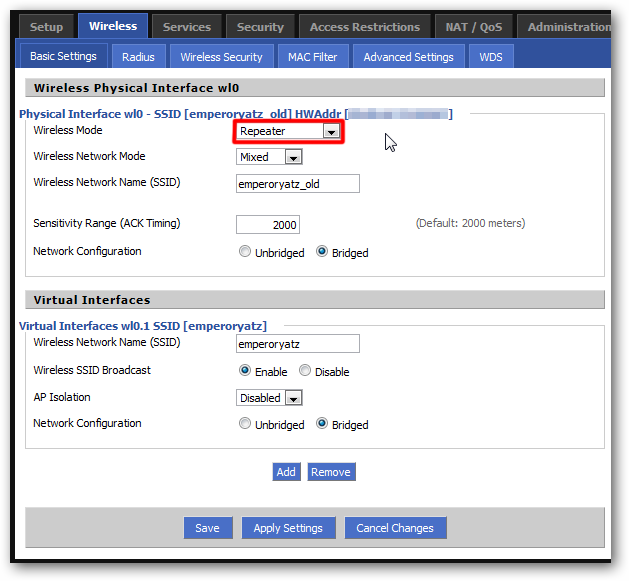 Setup Wireless Services Security Access Restrictions NAT / QoS Administration
Basic Settings Radius Wireless Security MAC Filter Advanced Settings WDS
Wireless Physical Interface wl0
Physical Interface wl0 - SSID [emperoryatz_old] HWAddr [ ]
Wireless Mode Repeater
Wireless Network Mode Mixed
Wireless Network Name (SSID) emperoryatz_old
Sensitivity Range (ACK Timing) 2000 (Default: 2000 meters)
Network Configuration Unbridged Bridged
Virtual Interfaces
Virtual Interfaces wl0.1 SSID [emperoryatz]
Wireless Network Name (SSID) emperoryatz
Wireless SSID Broadcast Enable Disable
AP Isolation Disabled
Network Configuration Unbridged Bridged
Add Remove
Save Apply Settings Cancel Changes